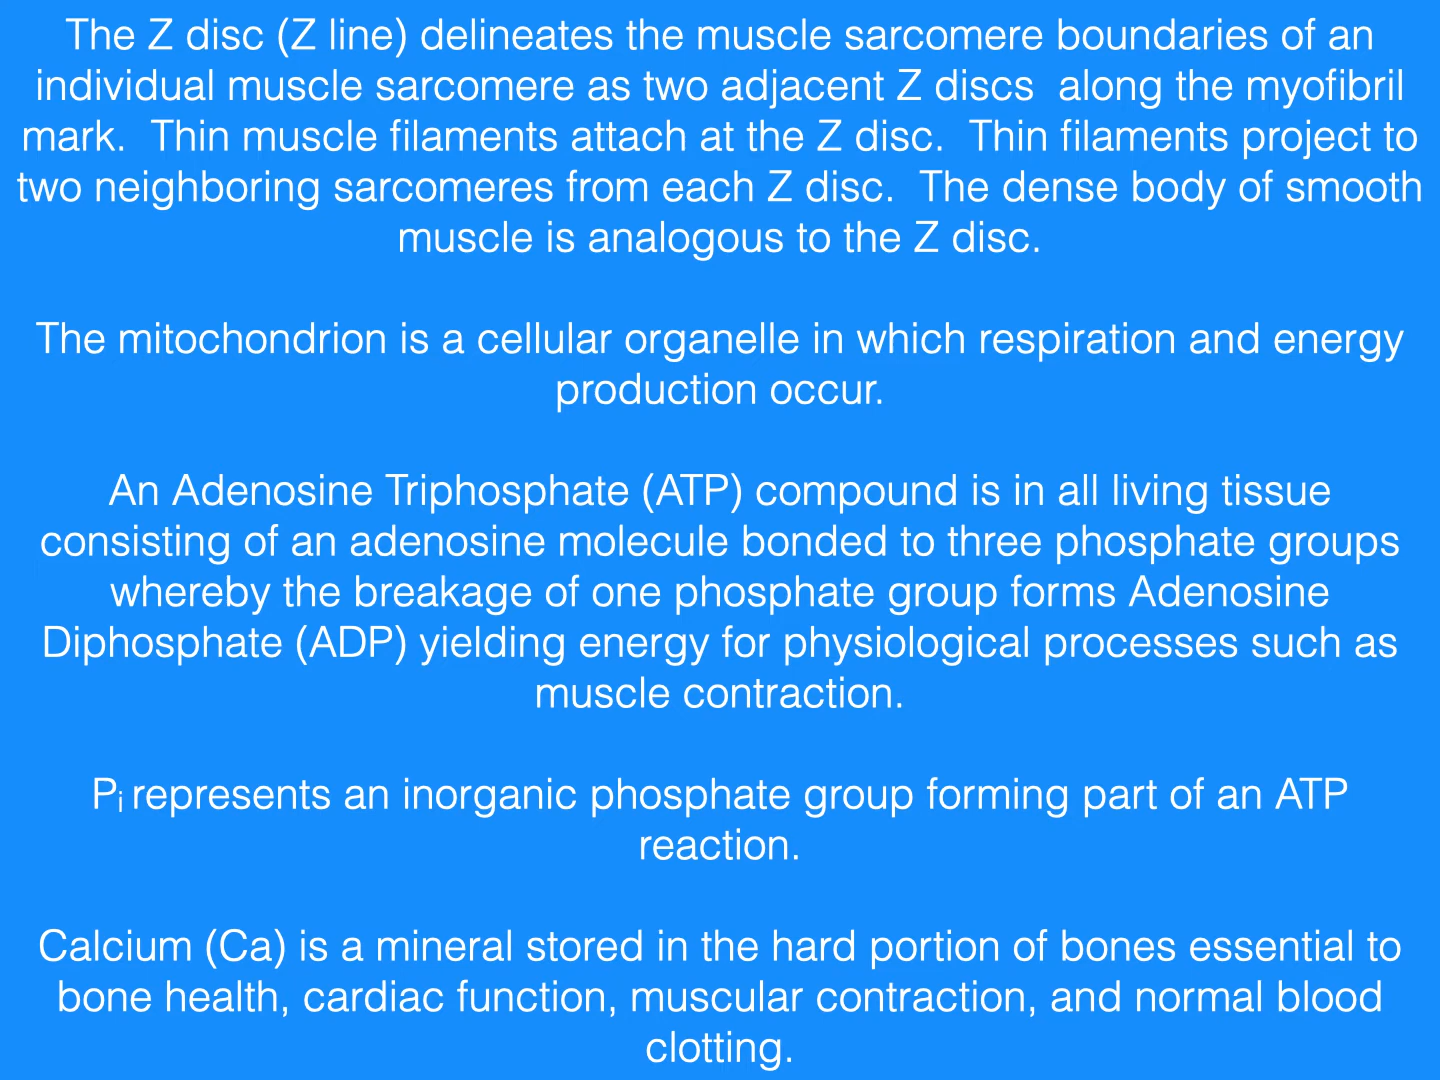 The Z disc (Z line) delineates the muscle sarcomere boundaries of an
individual muscle sarcomere as two adjacent Z discs  along the myofibril
mark.  Thin muscle filaments attach at the Z disc.  Thin filaments project to
two neighboring sarcomeres from each Z disc.  The dense body of smooth
muscle is analogous to the Z disc.
The mitochondrion is a cellular organelle in which respiration and energy
production occur.
An Adenosine Triphosphate (ATP) compound is in all living tissue
consisting of an adenosine molecule bonded to three phosphate groups
whereby the breakage of one phosphate group forms Adenosine
Diphosphate (ADP) yielding energy for physiological processes such as
muscle contraction.
Pi represents an inorganic phosphate group forming part of an ATP
reaction.
Calcium (Ca) is a mineral stored in the hard portion of bones essential to
bone health, cardiac function, muscular contraction, and normal blood
clotting.